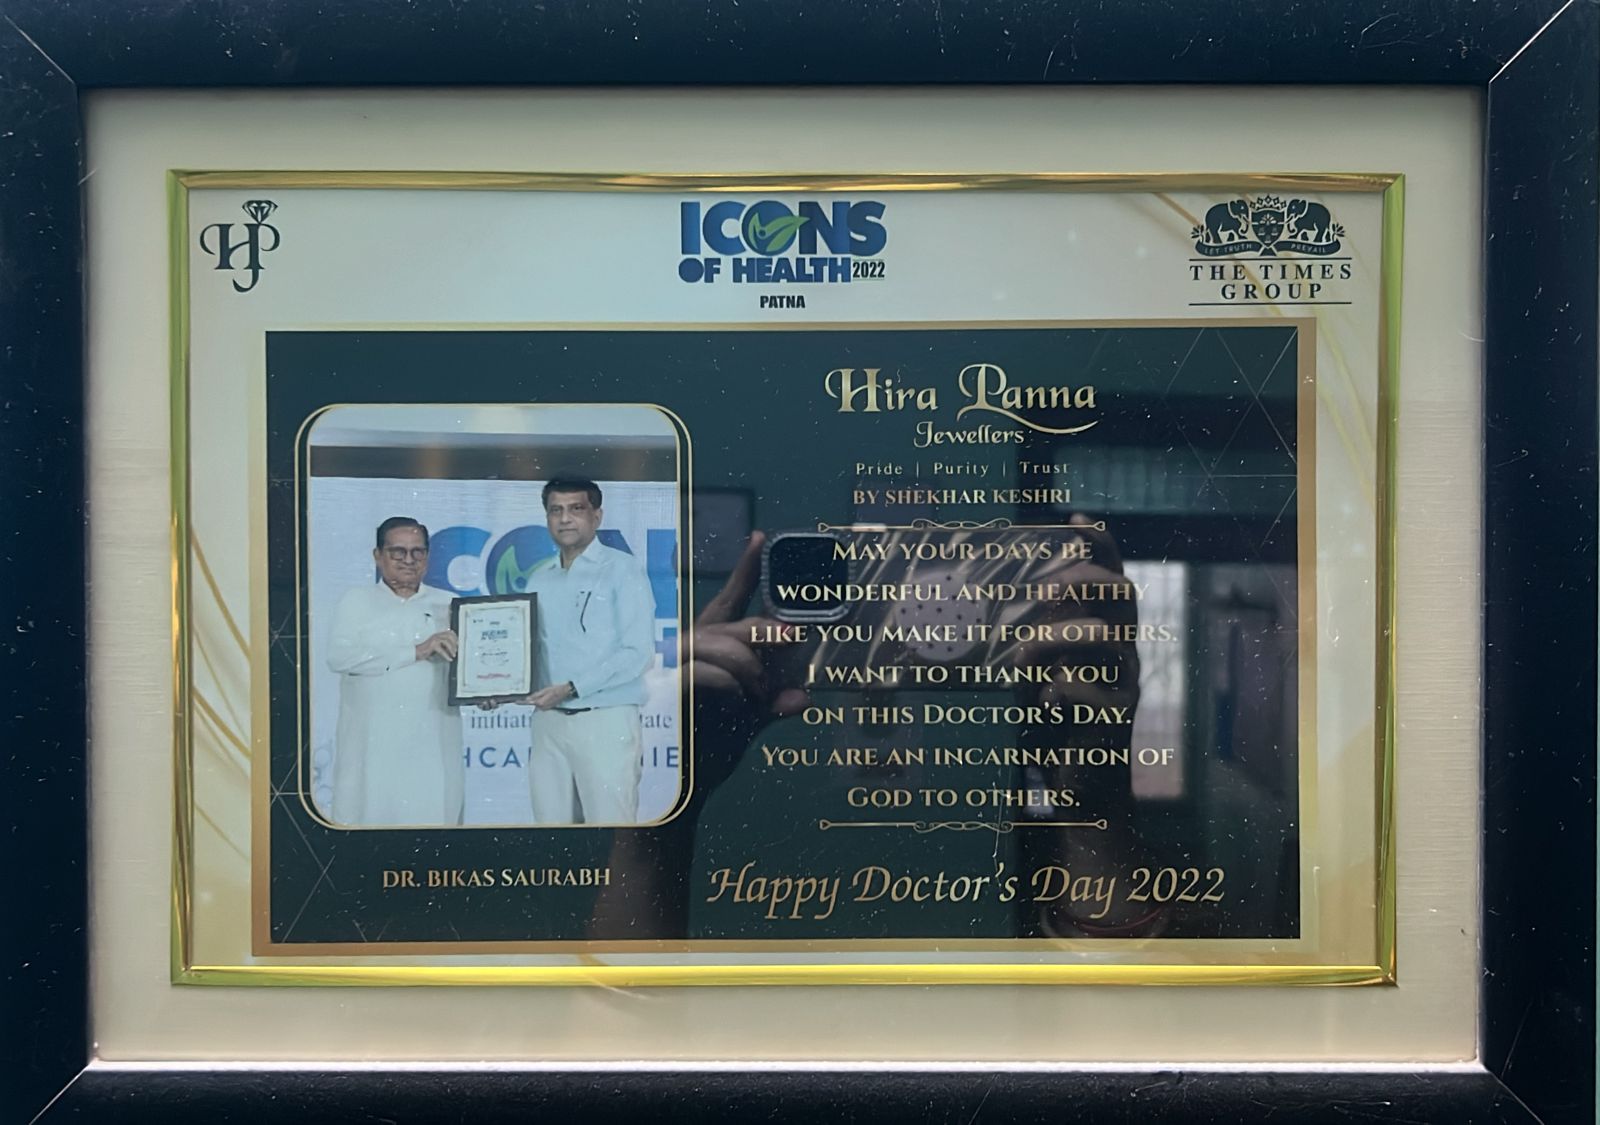 HJP
ICONS
OF HEALTH 2022
PATNA
LET TRUTH PREVAIL
THE TIMES
GROUP
Hira Panna
Jewellers
Pride | Purity | Trust
BY SHEKHAR KESHRI
MAY YOUR DAYS BE
WONDERFUL AND HEALTHY
LIKE YOU MAKE IT FOR OTHERS.
I WANT TO THANK YOU
ON THIS DOCTOR'S DAY.
YOU ARE AN INCARNATION OF
GOD TO OTHERS.
Happy Doctor's Day 2022
DR. BIKAS SAURABH